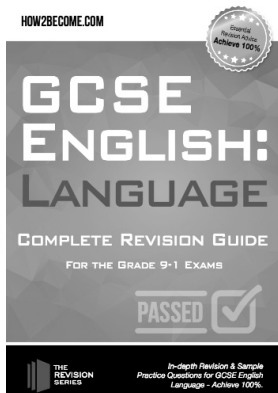 HOW2BECOME.COM
Essential
Revision Advice
Achieve 100%
GCSE
ENGLISH:
LANGUAGE
COMPLETE REVISION GUIDE
FOR THE GRADE 9-1 EXAMS
PASSED
THE
REVISION
SERIES
In-depth Revision & Sample
Practice Questions for GCSE English
Language - Achieve 100%.